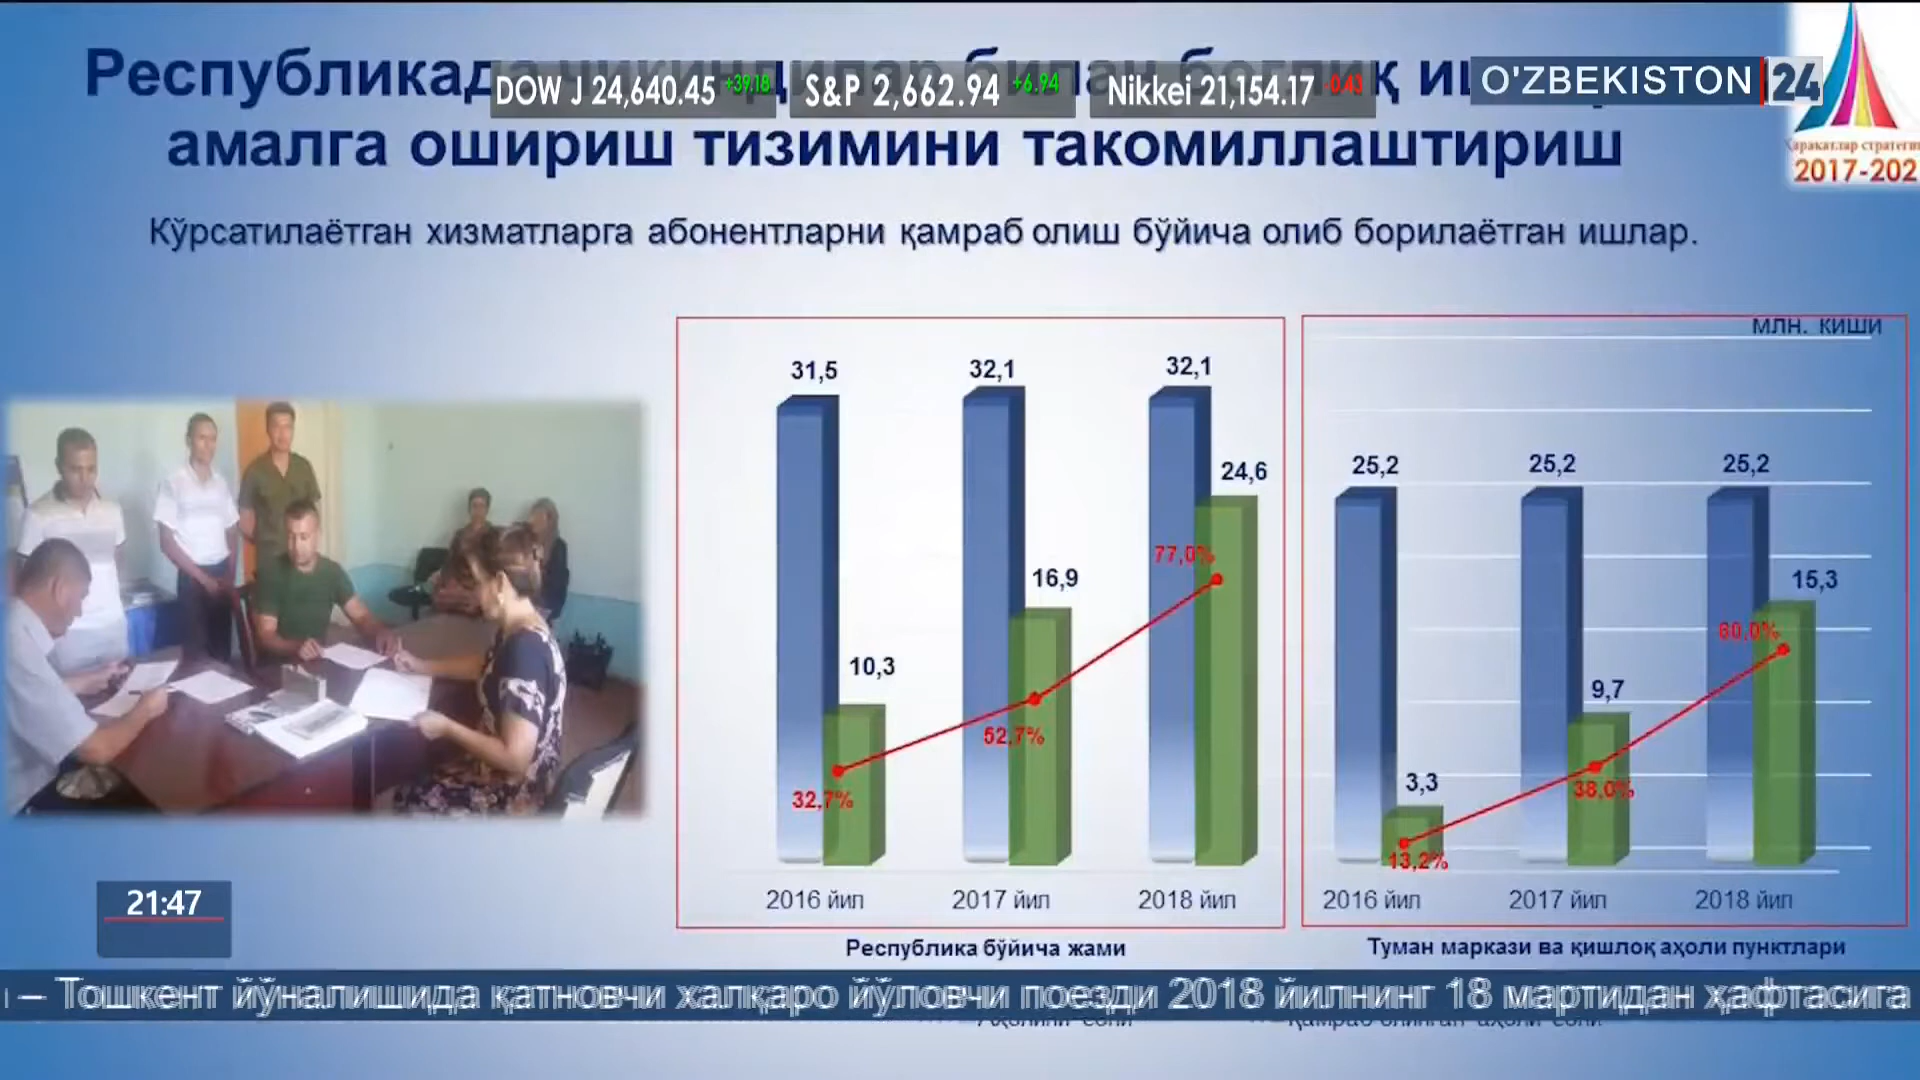 Республикада чиқиндилар билан боғлиқ
DOW J 24,640.45 +39.18 S&P 2,662.94 +6.94 Nikkei 21,154.17 -0.43
O'ZBEKISTON 24
амалга ошириш тизимини такомиллаштириш
2017-202
Кўрсатилаётган хизматларга абонентларни қамраб олиш бўйича олиб борилаётган ишлар.
млн. киши
31,5 32,1 32,1
24,6
77,0%
16,9
10,3
52,7%
32,7%
2016 йил 2017 йил 2018 йил
Республика бўйича жами
25,2 25,2 25,2
15,3
60,0%
9,7
3,3
38,0%
13,2%
2016 йил 2017 йил 2018 йил
Туман маркази ва қишлоқ аҳоли пунктлари
21:47
– Тошкент йўналишида қатновчи халқаро йўловчи поезди 2018 йилнинг 18 мартидан ҳафтасига